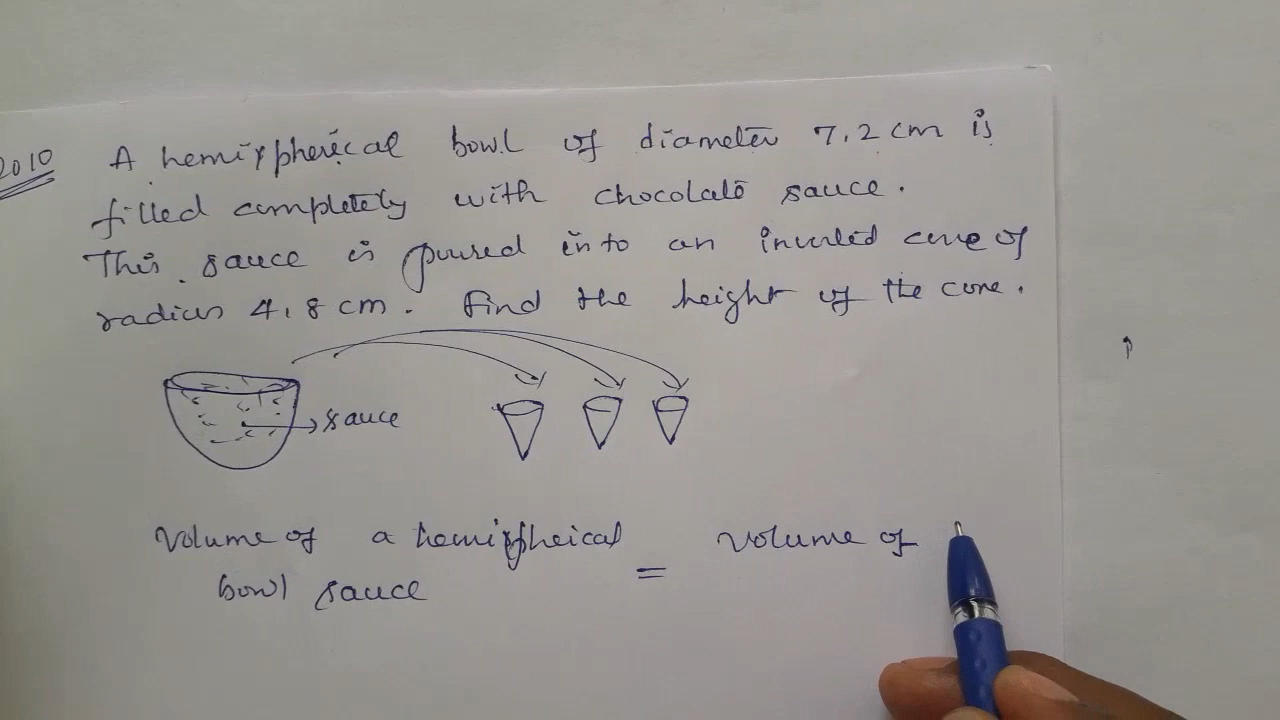 2010
A hemispherical bowl of diameter 7.2 cm is
filled completely with chocolate sauce.
This sauce is poured into an inverted cone of
radius 4.8 cm. Find the height of the cone.
sauce
volume of a hemispheical = volume of
bowl sauce